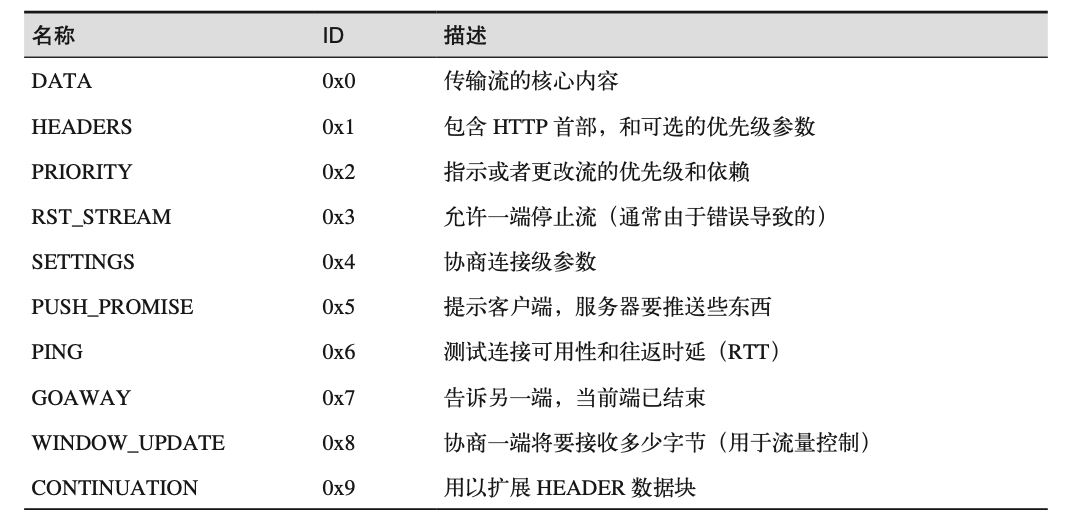 名称 ID 描述
DATA 0x0 传输流的核心内容
HEADERS 0x1 包含 HTTP 首部，和可选的优先级参数
PRIORITY 0x2 指示或者更改流的优先级和依赖
RST_STREAM 0x3 允许一端停止流（通常由于错误导致的）
SETTINGS 0x4 协商连接级参数
PUSH_PROMISE 0x5 提示客户端，服务器要推送些东西
PING 0x6 测试连接可用性和往返时延（RTT）
GOAWAY 0x7 告诉另一端，当前端已结束
WINDOW_UPDATE 0x8 协商一端将要接收多少字节（用于流量控制）
CONTINUATION 0x9 用以扩展 HEADER 数据块